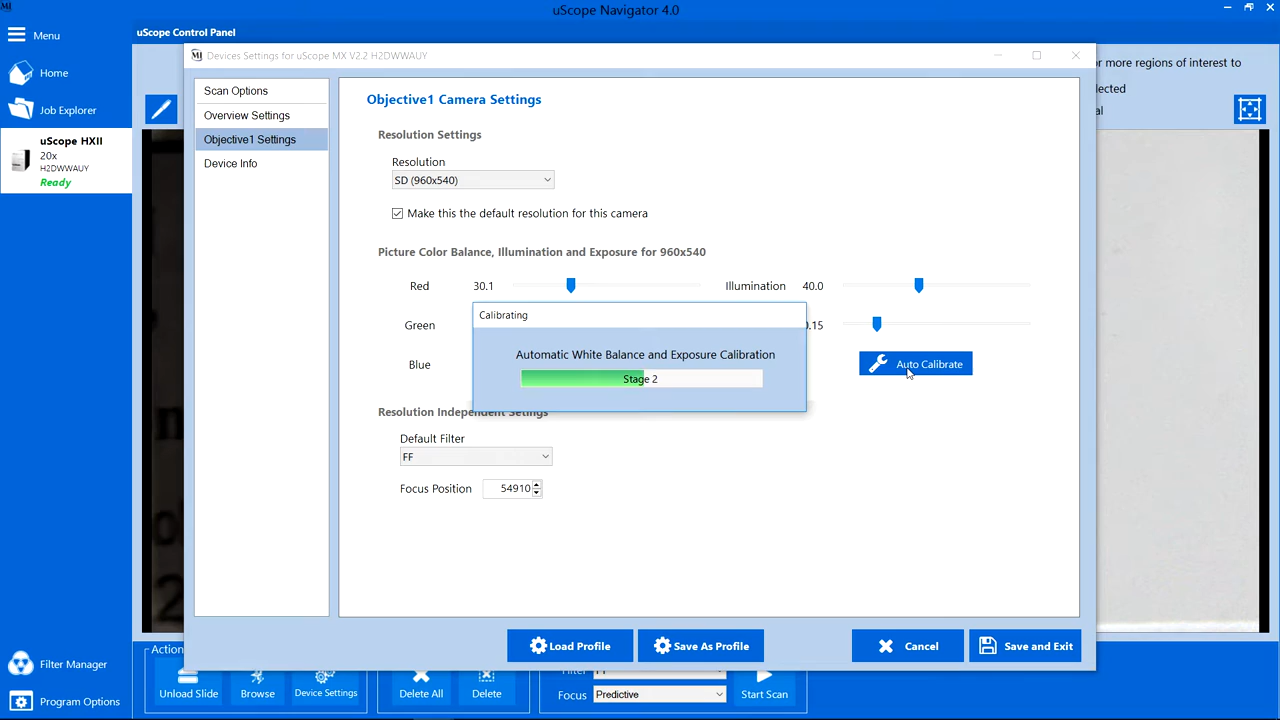 uScope Navigator 4.0
Menu
uScope Control Panel
Devices Settings for uScope MX V2.2 H2DWWAUY
or more regions of interest to
Home
Scan Options
lected
Objective1 Camera Settings
Job Explorer
al
Overview Settings
Resolution Settings
uScope HXII
Objective1 Settings
20x
Resolution
Device Info
H2DWWAUY
SD (960x540)
Ready
Make this the default resolution for this camera
Picture Color Balance, Illumination and Exposure for 960x540
Red 30.1 Illumination 40.0
Calibrating
Green 0.15
Automatic White Balance and Exposure Calibration
Blue Auto Calibrate
Stage 2
Resolution Independent Settings
Default Filter
FF
Focus Position 54910
Load Profile Save As Profile Cancel Save and Exit
Action
Filter Manager
Unload Slide Browse Device Settings Delete All Delete Focus Predictive Start Scan
Program Options